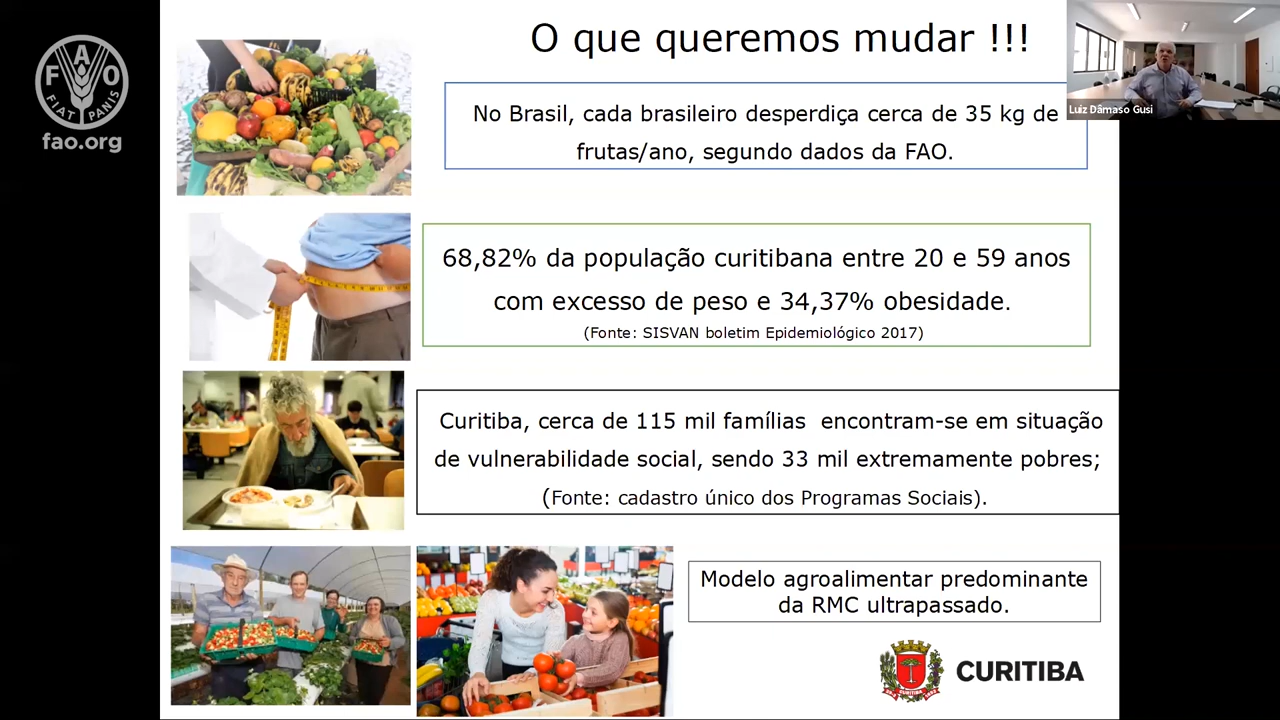 O que queremos mudar !!!
FAO
FIAT PANIS
fao.org
Luiz Dâmaso Gusi
No Brasil, cada brasileiro desperdiça cerca de 35 kg de
frutas/ano, segundo dados da FAO.
68,82% da população curitibana entre 20 e 59 anos
com excesso de peso e 34,37% obesidade.
(Fonte: SISVAN boletim Epidemiológico 2017)
Curitiba, cerca de 115 mil famílias encontram-se em situação
de vulnerabilidade social, sendo 33 mil extremamente pobres;
(Fonte: cadastro único dos Programas Sociais).
Modelo agroalimentar predominante
da RMC ultrapassado.
CURITIBA
CURITIBA